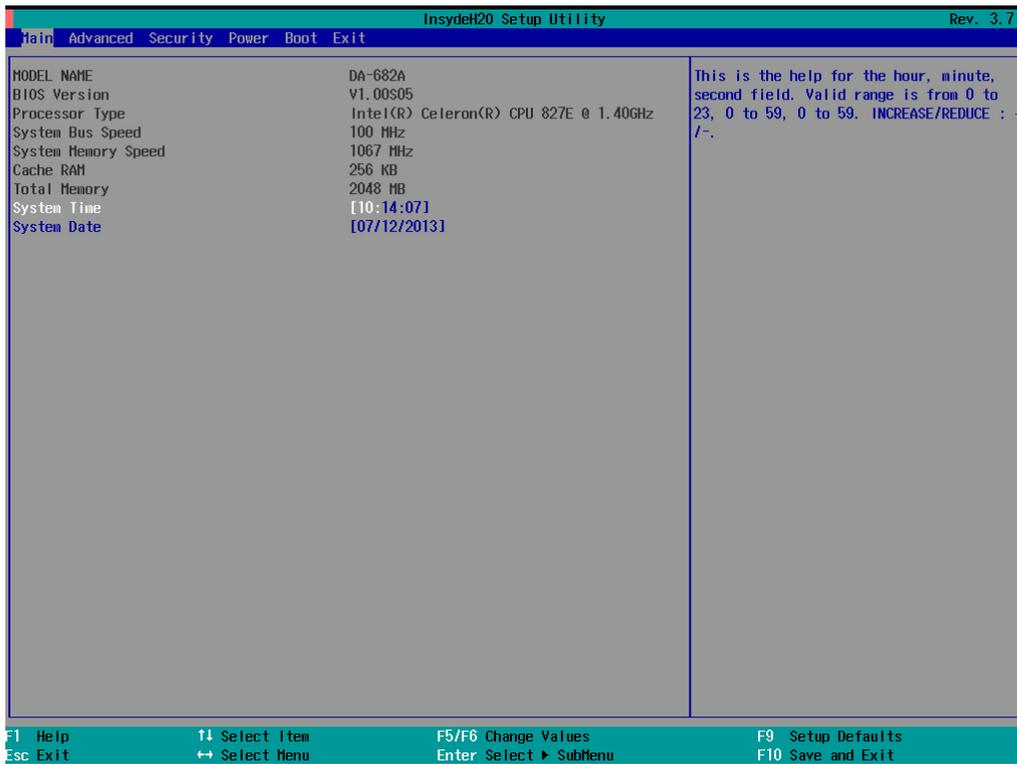 InsydeH20 Setup Utility Rev. 3.7
Main Advanced Security Power Boot Exit
MODEL NAME DA-682A
BIOS Version V1.00S05
Processor Type Intel(R) Celeron(R) CPU 827E @ 1.40GHz
System Bus Speed 100 MHz
System Memory Speed 1067 MHz
Cache RAM 256 KB
Total Memory 2048 MB
System Time [10:14:07]
System Date [07/12/2013]
This is the help for the hour, minute,
second field. Valid range is from 0 to
23, 0 to 59, 0 to 59. INCREASE/REDUCE :
/-.
F1 Help ↑↓ Select Item F5/F6 Change Values F9 Setup Defaults
Esc Exit ↔ Select Menu Enter Select ▶ SubMenu F10 Save and Exit